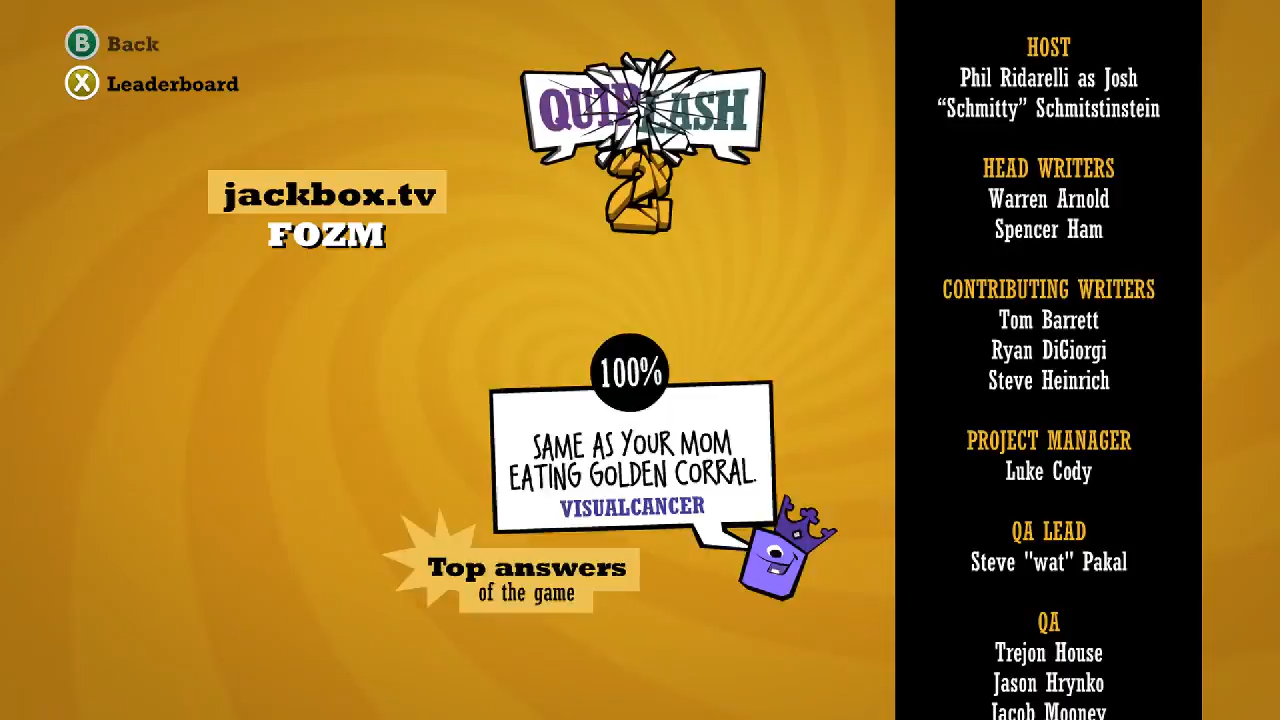 B Back
X Leaderboard
jackbox.tv
FOZM
QUIPLASH
2
100%
SAME AS YOUR MOM
EATING GOLDEN CORRAL.
VISUALCANCER
Top answers
of the game
HOST
Phil Ridarelli as Josh
“Schmitty” Schmitstinstein
HEAD WRITERS
Warren Arnold
Spencer Ham
CONTRIBUTING WRITERS
Tom Barrett
Ryan DiGiorgi
Steve Heinrich
PROJECT MANAGER
Luke Cody
QA LEAD
Steve "wat" Pakal
QA
Trejon House
Jason Hrynko
Jacob Mooney